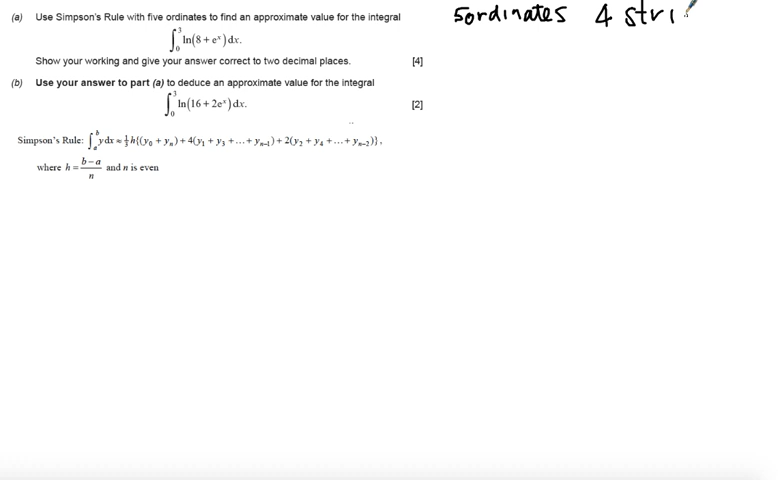 5ordinates 4 stri
(a) Use Simpson's Rule with five ordinates to find an approximate value for the integral
∫₀³ ln(8 + eˣ) dx.
Show your working and give your answer correct to two decimal places. [4]
(b) Use your answer to part (a) to deduce an approximate value for the integral
∫₀³ ln(16 + 2eˣ) dx. [2]
Simpson's Rule: ∫ₐᵇ y dx ≈ ⅓h{(y₀ + yₙ) + 4(y₁ + y₃ + ... + yₙ₋₁) + 2(y₂ + y₄ + ... + yₙ₋₂)},
where h = (b − a)/n and n is even